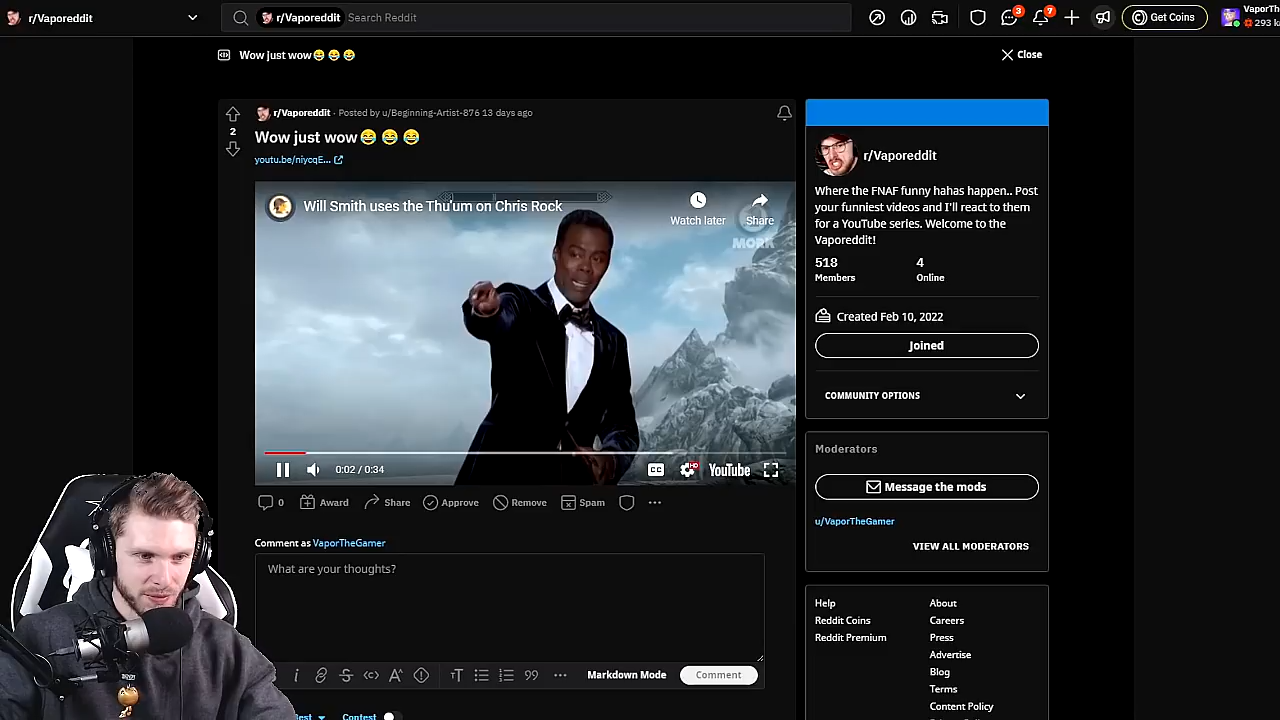 r/Vaporeddit
r/Vaporeddit Search Reddit
3
7
Get Coins
VaporTh
293 k
Wow just wow😂 😂 😂
Close
r/Vaporeddit · Posted by u/Beginning-Artist-876 13 days ago
2
Wow just wow😂 😂 😂
youtu.be/niycqE...
Will Smith uses the Thu'um on Chris Rock
Watch later
Share
MORK
0:02 / 0:34
CC
HD
YouTube
0
Award
Share
Approve
Remove
Spam
Comment as VaporTheGamer
What are your thoughts?
Markdown Mode
Comment
Contest
r/Vaporeddit
Where the FNAF funny hahas happen.. Post
your funniest videos and I'll react to them
for a YouTube series. Welcome to the
Vaporeddit!
518
4
Members
Online
Created Feb 10, 2022
Joined
COMMUNITY OPTIONS
Moderators
Message the mods
u/VaporTheGamer
VIEW ALL MODERATORS
Help
About
Reddit Coins
Careers
Reddit Premium
Press
Advertise
Blog
Terms
Content Policy